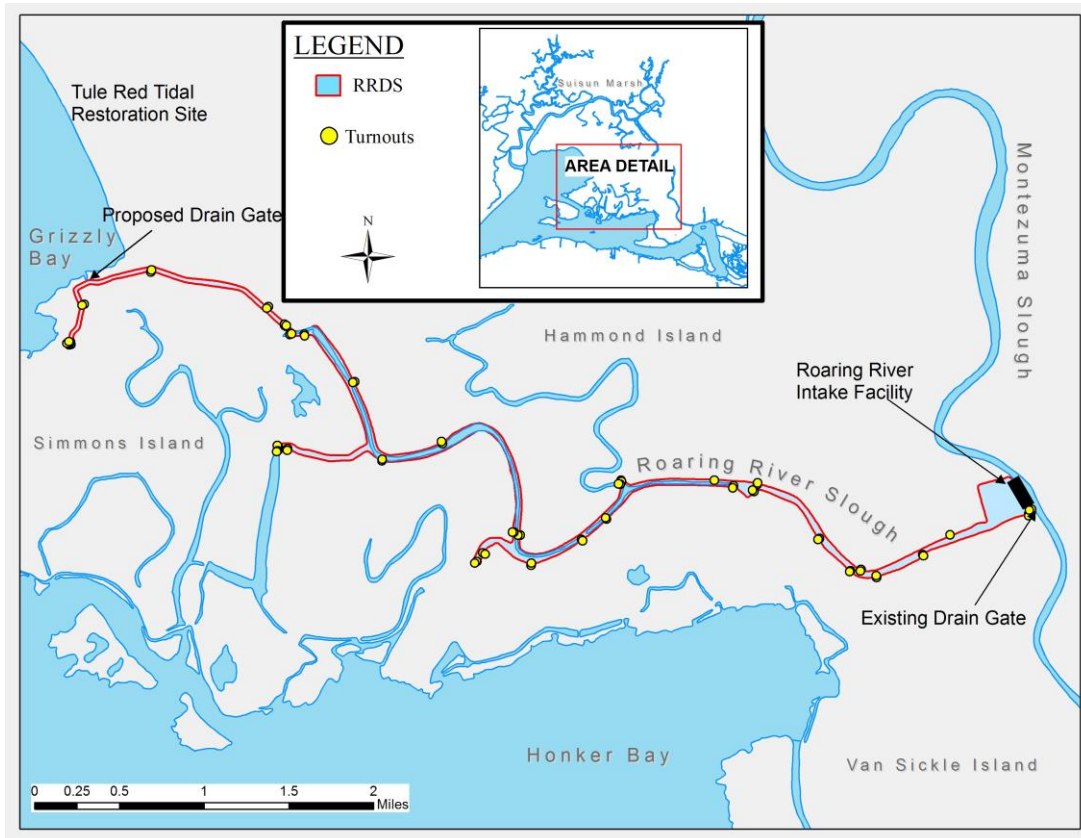 LEGEND
RRDS
Turnouts
N
Suisun Marsh
AREA DETAIL
Tule Red Tidal
Restoration Site
Proposed Drain Gate
Grizzly
Bay
Montezuma Slough
Hammond Island
Roaring River
Intake Facility
Simmons Island
Roaring River Slough
Existing Drain Gate
Honker Bay
Van Sickle Island
0 0.25 0.5 1 1.5 2
Miles